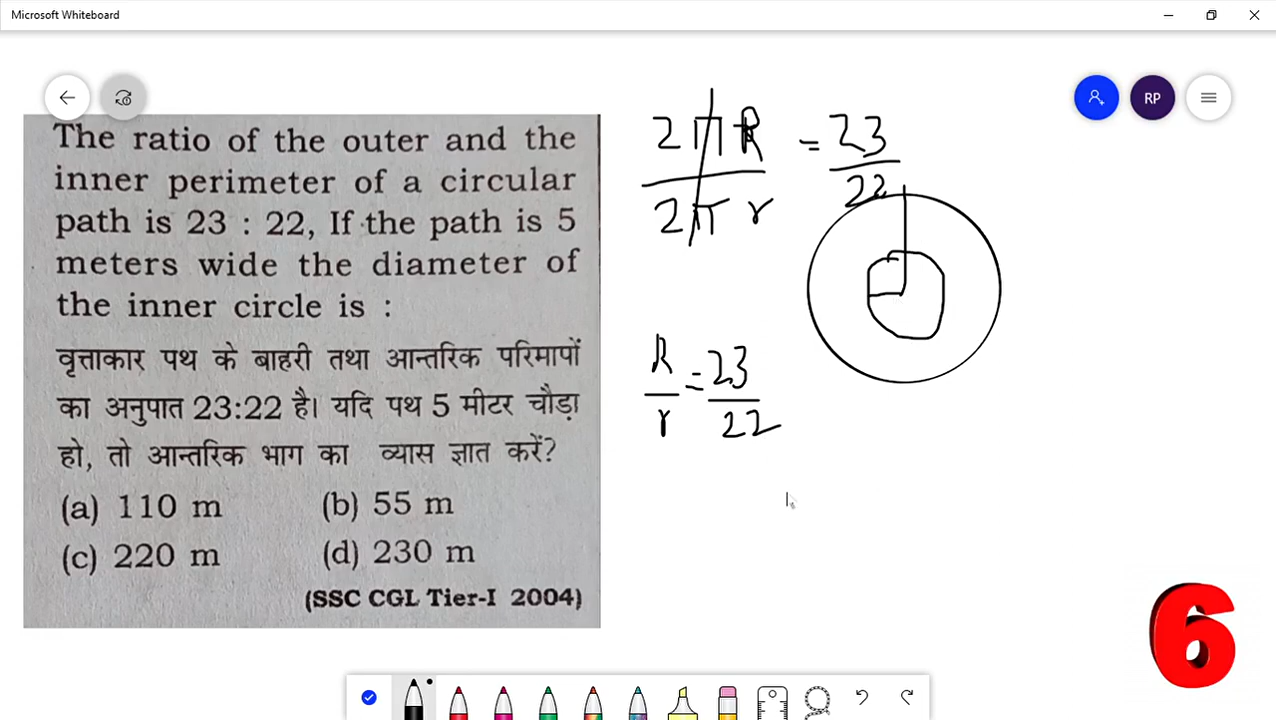 Microsoft Whiteboard
RP
The ratio of the outer and the
inner perimeter of a circular
path is 23 : 22, If the path is 5
meters wide the diameter of
the inner circle is :
वृत्ताकार पथ के बाहरी तथा आन्तरिक परिमापों
का अनुपात 23:22 है। यदि पथ 5 मीटर चौड़ा
हो, तो आन्तरिक भाग का व्यास ज्ञात करें?
(a) 110 m (b) 55 m
(c) 220 m (d) 230 m
(SSC CGL Tier-I 2004)
2πR = 23
2πr 22
R = 23
r 22
6